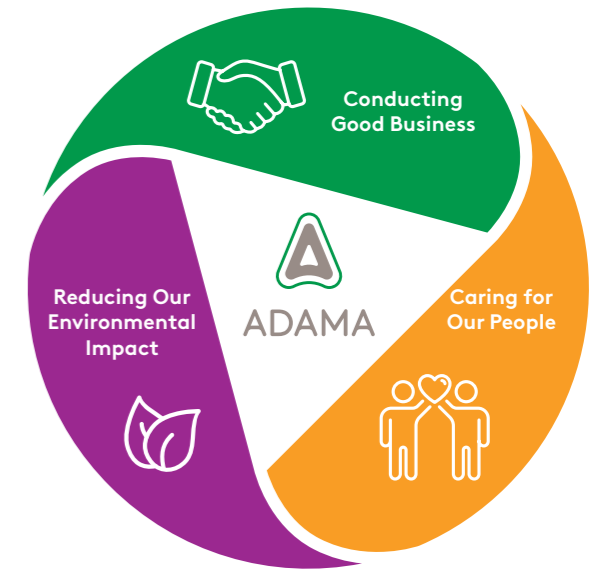 Conducting
Good Business
Reducing Our
Environmental
Impact
ADAMA
Caring for
Our People